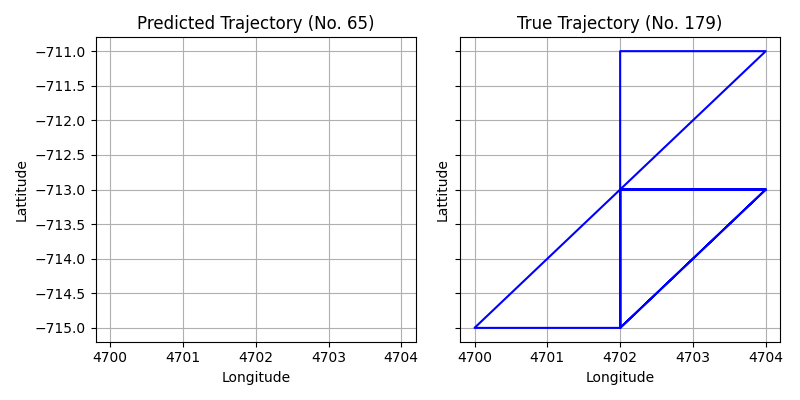 Predicted Trajectory (No. 65)
True Trajectory (No. 179)
Lattitude
−711.0
−711.5
−712.0
−712.5
−713.0
−713.5
−714.0
−714.5
−715.0
4700 4701 4702 4703 4704
Longitude
Lattitude
4700 4701 4702 4703 4704
Longitude